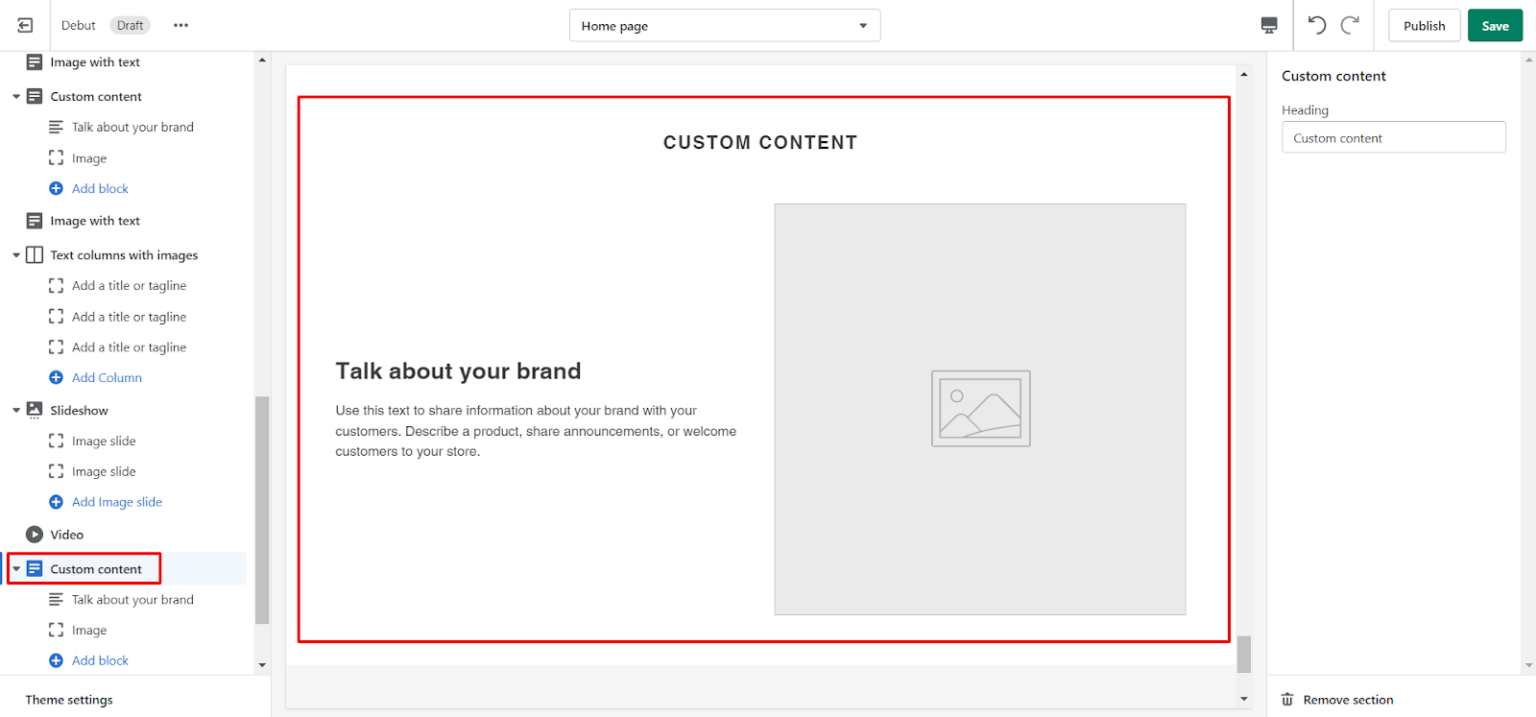 Debut Draft
Home page
Publish Save
Image with text
Custom content
Talk about your brand
Image
Add block
Image with text
Text columns with images
Add a title or tagline
Add a title or tagline
Add a title or tagline
Add Column
Slideshow
Image slide
Image slide
Add Image slide
Video
Custom content
Talk about your brand
Image
Add block
Theme settings
CUSTOM CONTENT
Talk about your brand
Use this text to share information about your brand with your
customers. Describe a product, share announcements, or welcome
customers to your store.
Custom content
Heading
Custom content
Remove section